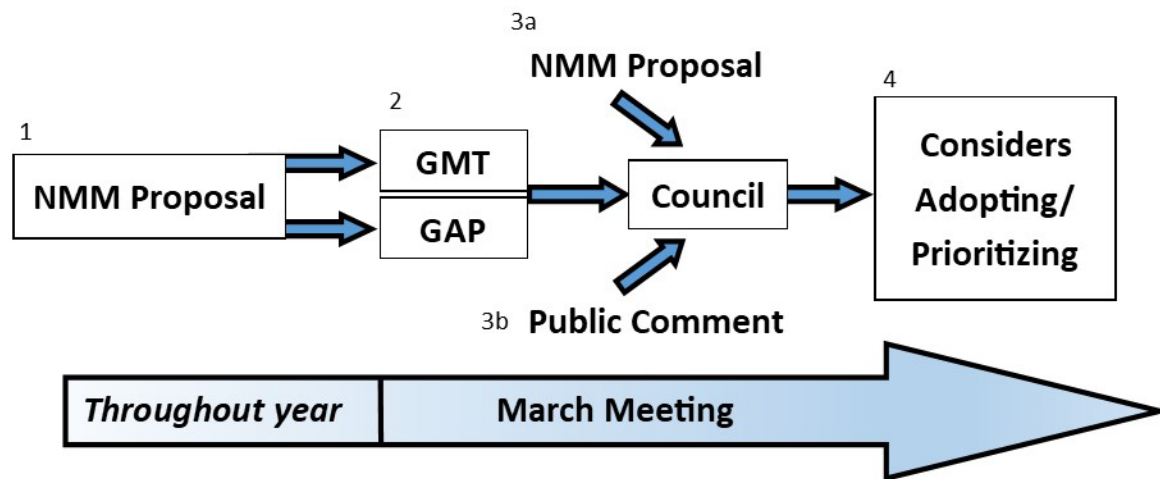 3a
NMM Proposal
1
NMM Proposal
2
GMT
GAP
Council
4
Considers
Adopting/
Prioritizing
3b Public Comment
Throughout year
March Meeting